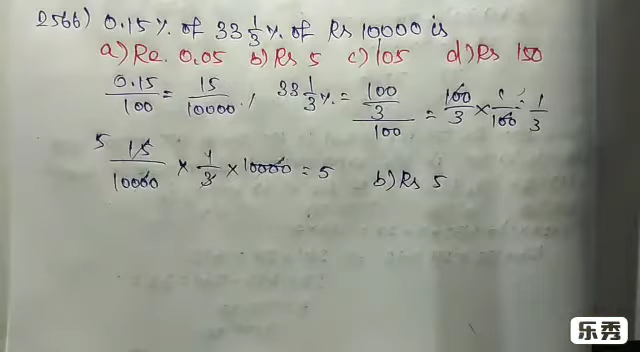 2566) 0.15% of 33 1/3 % of Rs 10000 is
a) Re. 0.05 b) Rs 5 c) 105 d) Rs 150
0.15/100 = 15/10000, 33 1/3 % = 100/3/100 = 100/3 × 1/100 = 1/3
5 15/10000 × 1/3 × 10000 = 5 b) Rs 5
乐秀